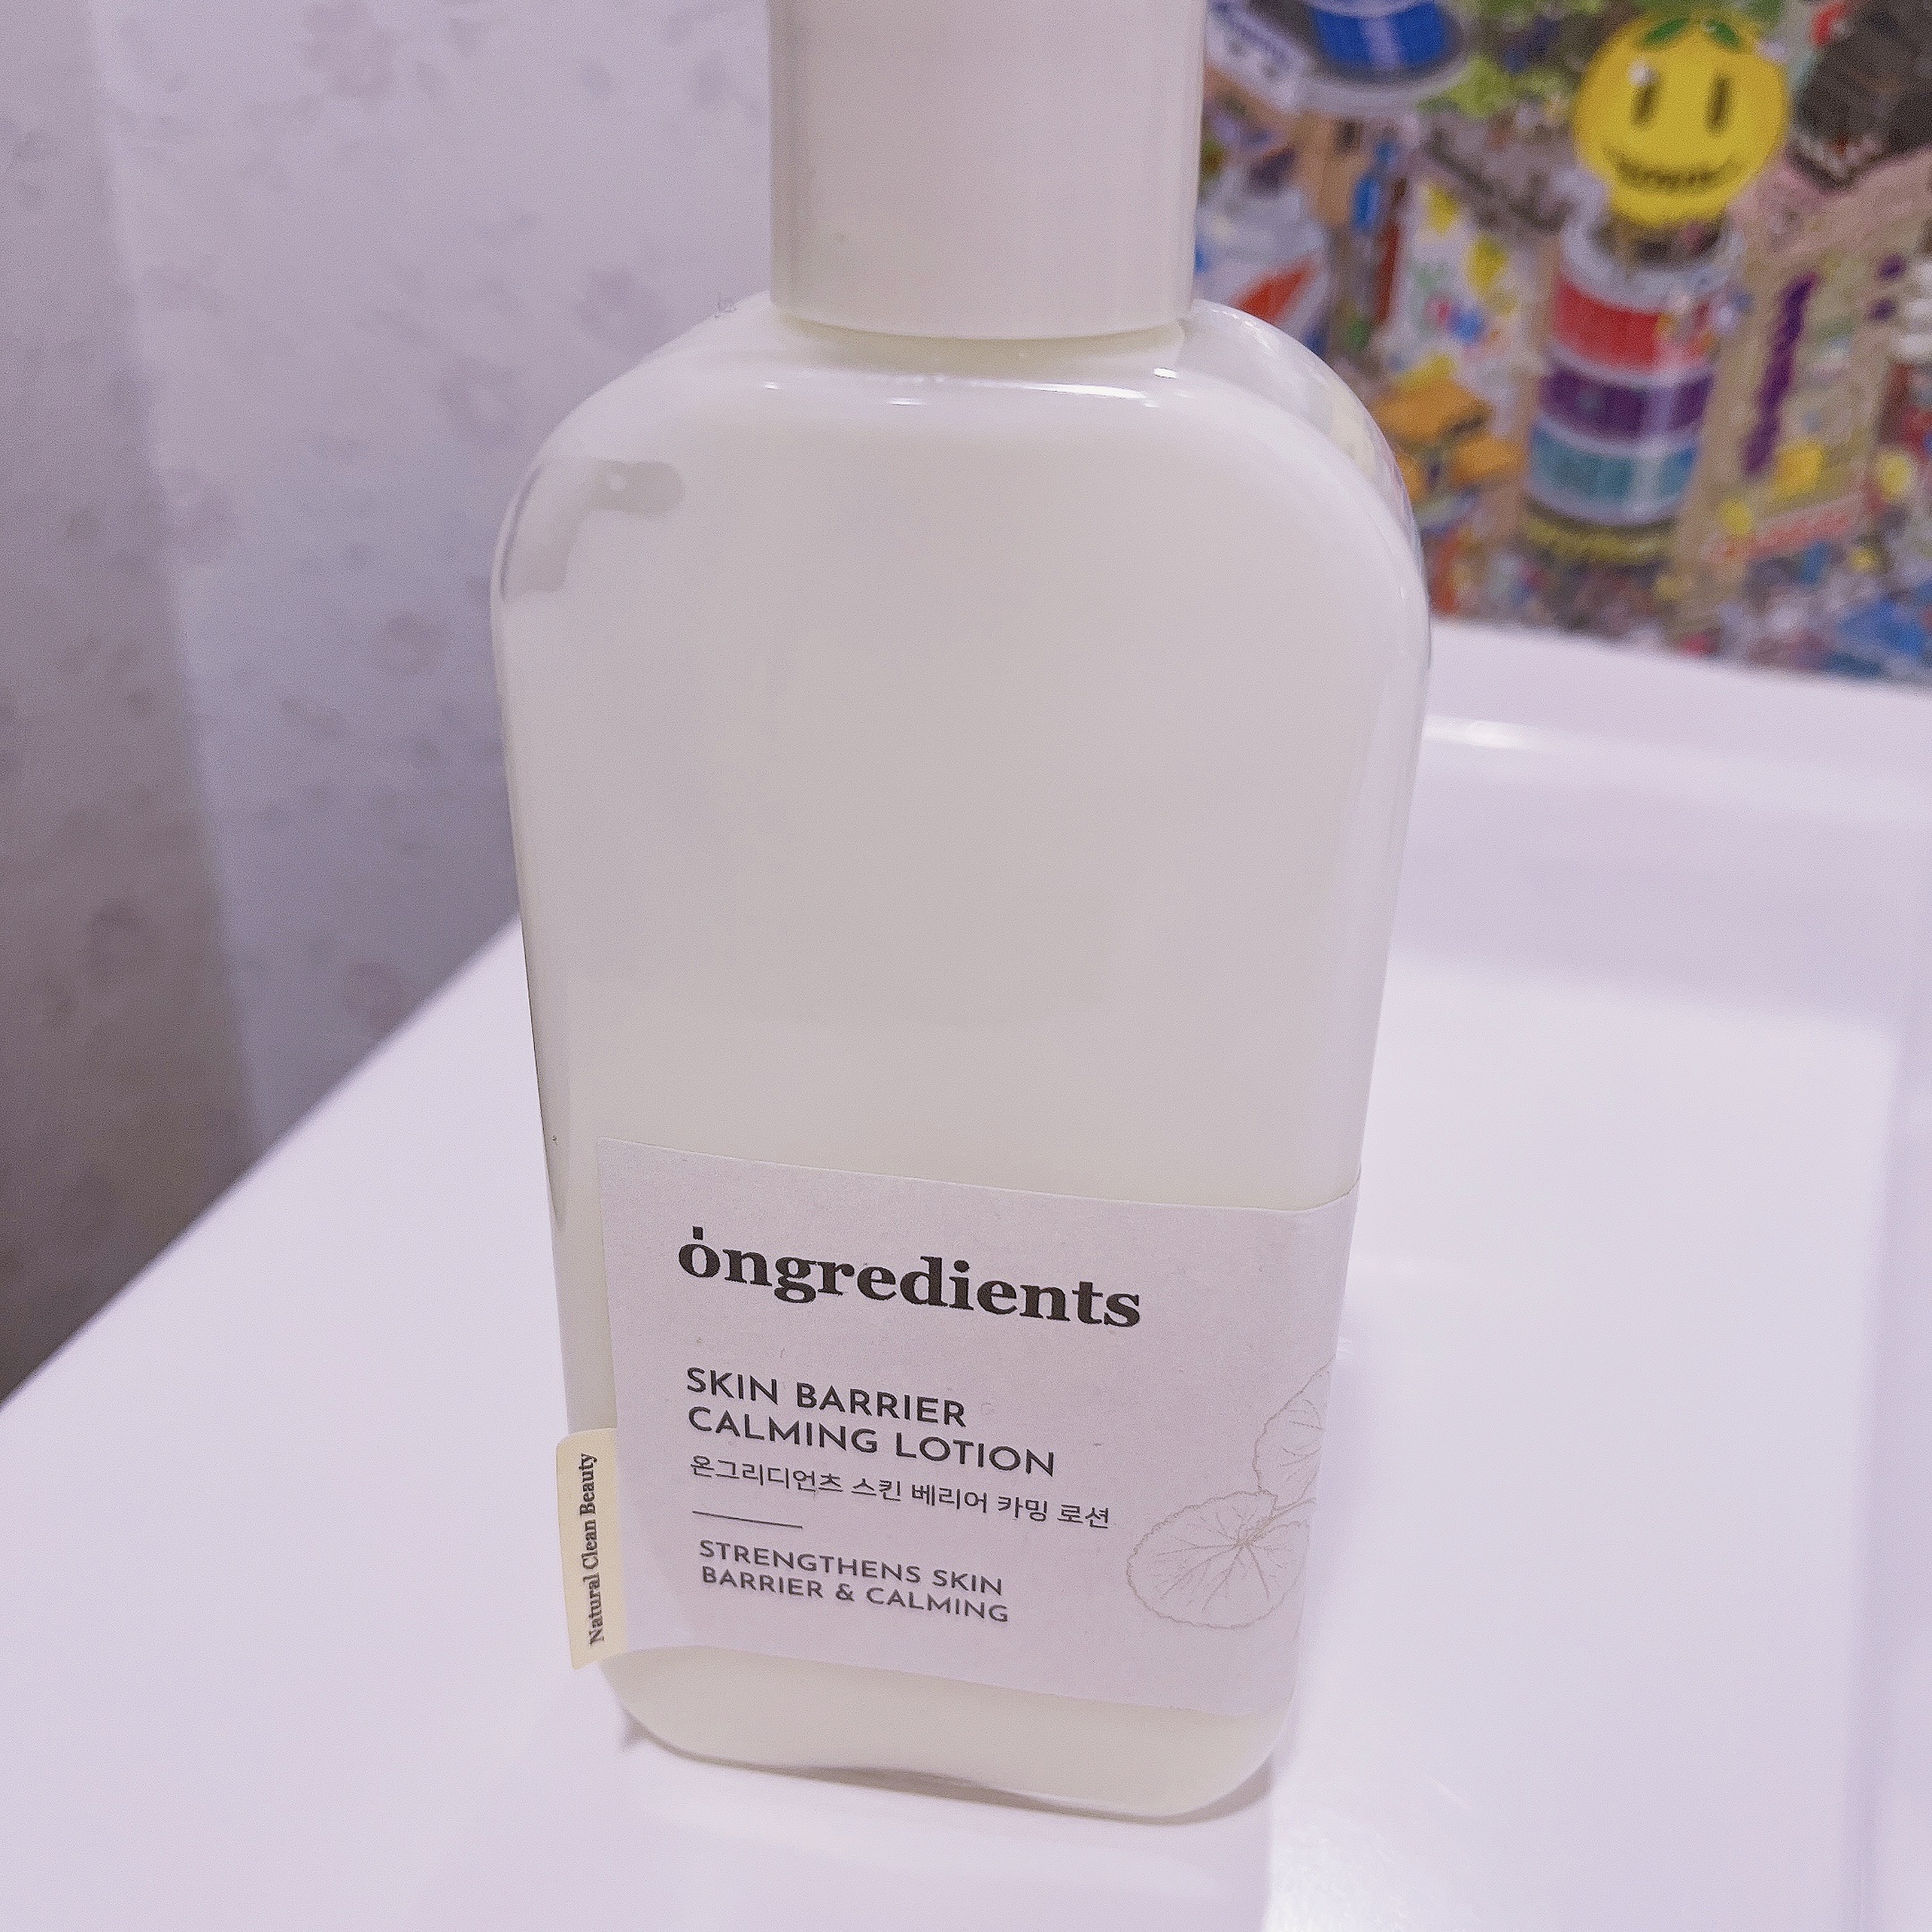 ongredients
SKIN BARRIER
CALMING LOTION
온그리디언츠 스킨 베리어 카밍 로션
STRENGTHENS SKIN
BARRIER & CALMING
Natural Clean Beauty